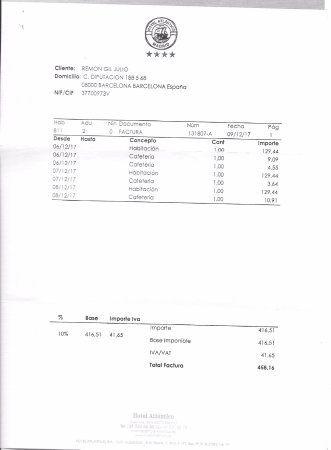 HOTEL ATLANTICO
MADRID
Cliente: REMON GIL JULIO
Domicilio: C. DIPUTACION 188 5 6B
08000 BARCELONA BARCELONA España
NIF/CIF 37700973V
Hab Adu Nin Documento Núm Fecha Pág
811 2 0 FACTURA 131807-A 09/12/17 1
Desde Hasta Concepto Cant Importe
06/12/17 Habitación 1,00 129,44
06/12/17 Cafetería 1,00 9,09
06/12/17 Cafetería 1,00 4,55
07/12/17 Habitación 1,00 129,44
07/12/17 Cafetería 1,00 3,64
08/12/17 Habitación 1,00 129,44
08/12/17 Cafetería 1,00 10,91
% Base Importe Iva
10% 416,51 41,65
Importe 416,51
Base imponible 416,51
IVA/VAT 41,65
Total Factura 458,16
Hotel Atlántico